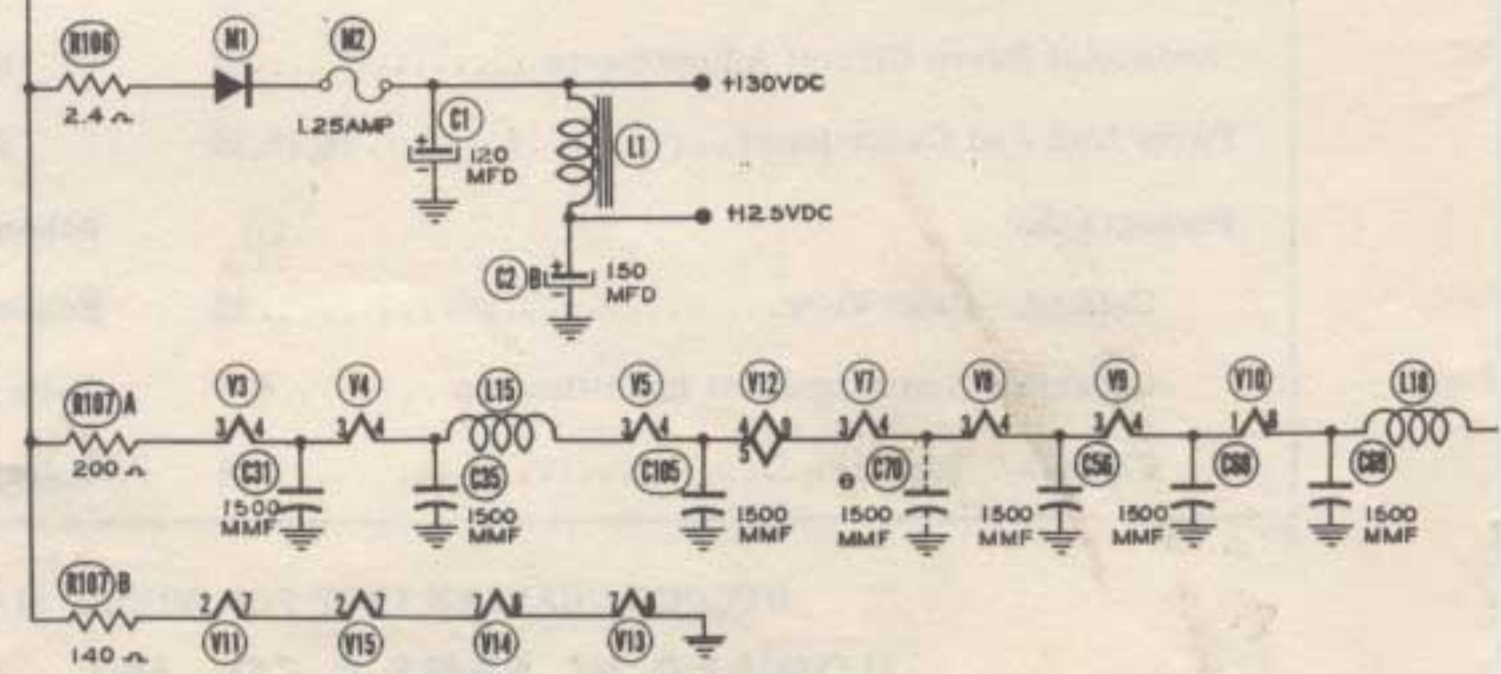 R106 M1 M2
2.4 Ω 1.25AMP
C1 +130VDC
+ 120 MFD
-
L1
+125VDC
C2 B + 150 MFD
-
R107 A V3 V4 L15 V5 V12 V7 V8 V9 V10 L18
3 4 3 4 3 4 4 5 9 3 4 3 4 3 4 1 6
200 Ω C31 C35 C105 C70 C56 C68 C69
1500 MMF 1500 MMF 1500 MMF 1500 MMF 1500 MMF 1500 MMF 1500 MMF
R107 B 2 7 2 7 7 8 7 8
140 Ω V11 V15 V14 V13